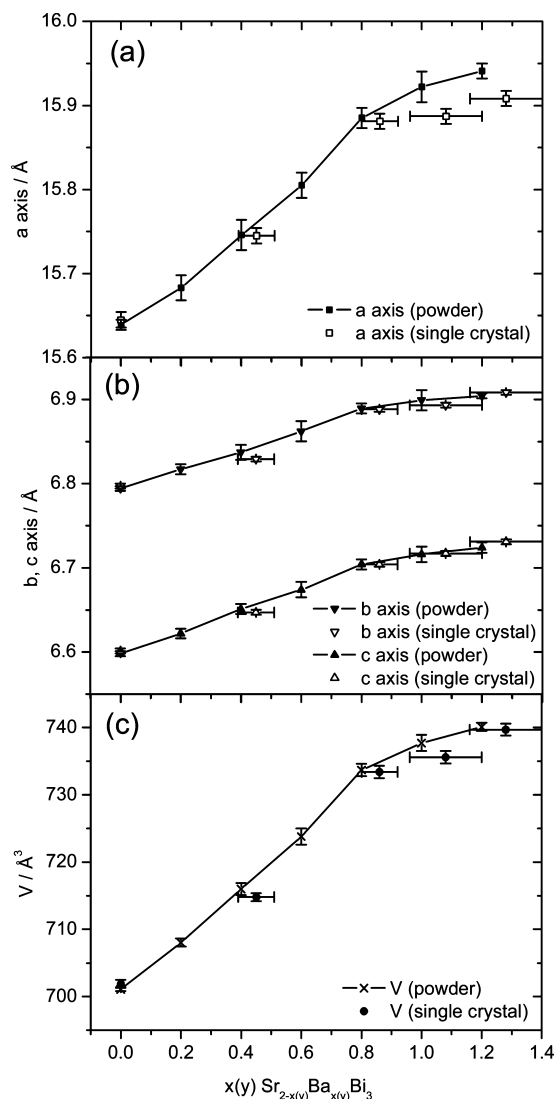 16.0
(a)
15.9
15.8
15.7
15.6
a axis / Å
a axis (powder)
a axis (single crystal)
(b)
6.9
6.8
6.7
6.6
b, c axis / Å
b axis (powder)
b axis (single crystal)
c axis (powder)
c axis (single crystal)
(c)
740
730
720
710
700
V / Å³
V (powder)
V (single crystal)
0.0 0.2 0.4 0.6 0.8 1.0 1.2 1.4
x(y) Sr₂₋ₓ₍y₎Baₓ₍y₎Bi₃